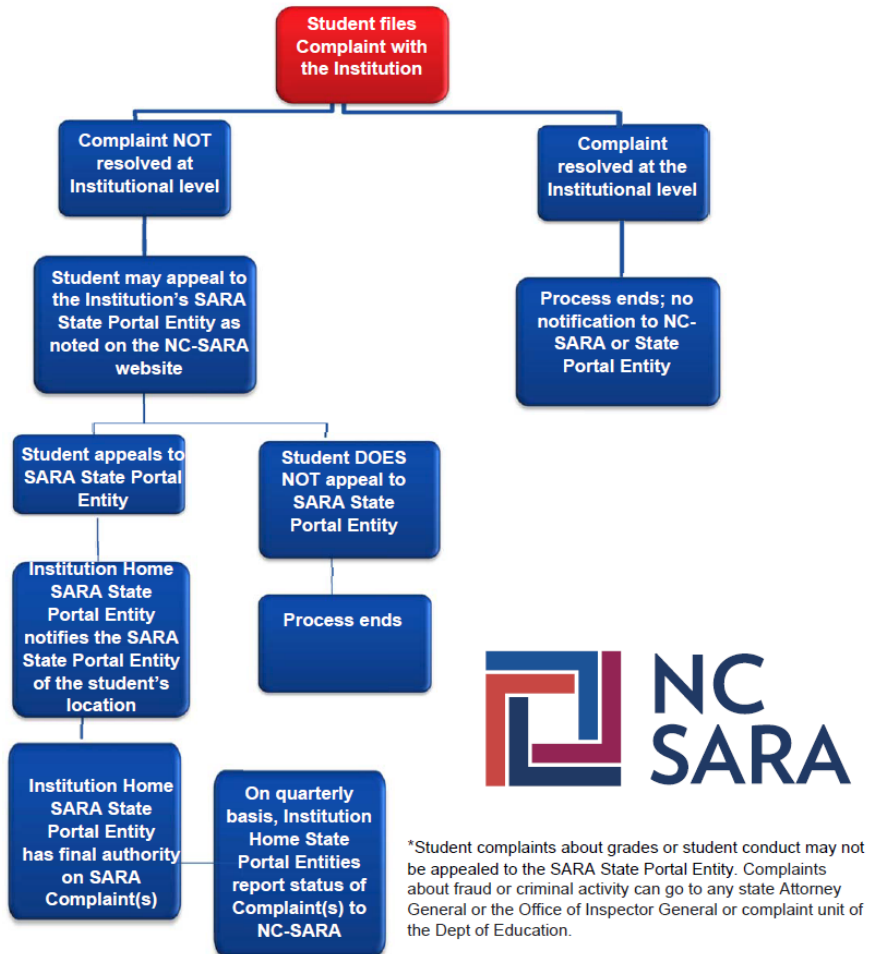 Student files
Complaint with
the Institution
Complaint NOT
resolved at
Institutional level
Complaint
resolved at the
Institutional level
Student may appeal to
the Institution's SARA
State Portal Entity as
noted on the NC-SARA
website
Process ends; no
notification to NC-
SARA or State
Portal Entity
Student appeals to
SARA State Portal
Entity
Student DOES
NOT appeal to
SARA State
Portal Entity
Institution Home
SARA State
Portal Entity
notifies the SARA
State Portal Entity
of the student's
location
Process ends
Institution Home
SARA State
Portal Entity
has final authority
on SARA
Complaint(s)
On quarterly
basis, Institution
Home State
Portal Entities
report status of
Complaint(s) to
NC-SARA
NC
SARA
*Student complaints about grades or student conduct may not
be appealed to the SARA State Portal Entity. Complaints
about fraud or criminal activity can go to any state Attorney
General or the Office of Inspector General or complaint unit of
the Dept of Education.